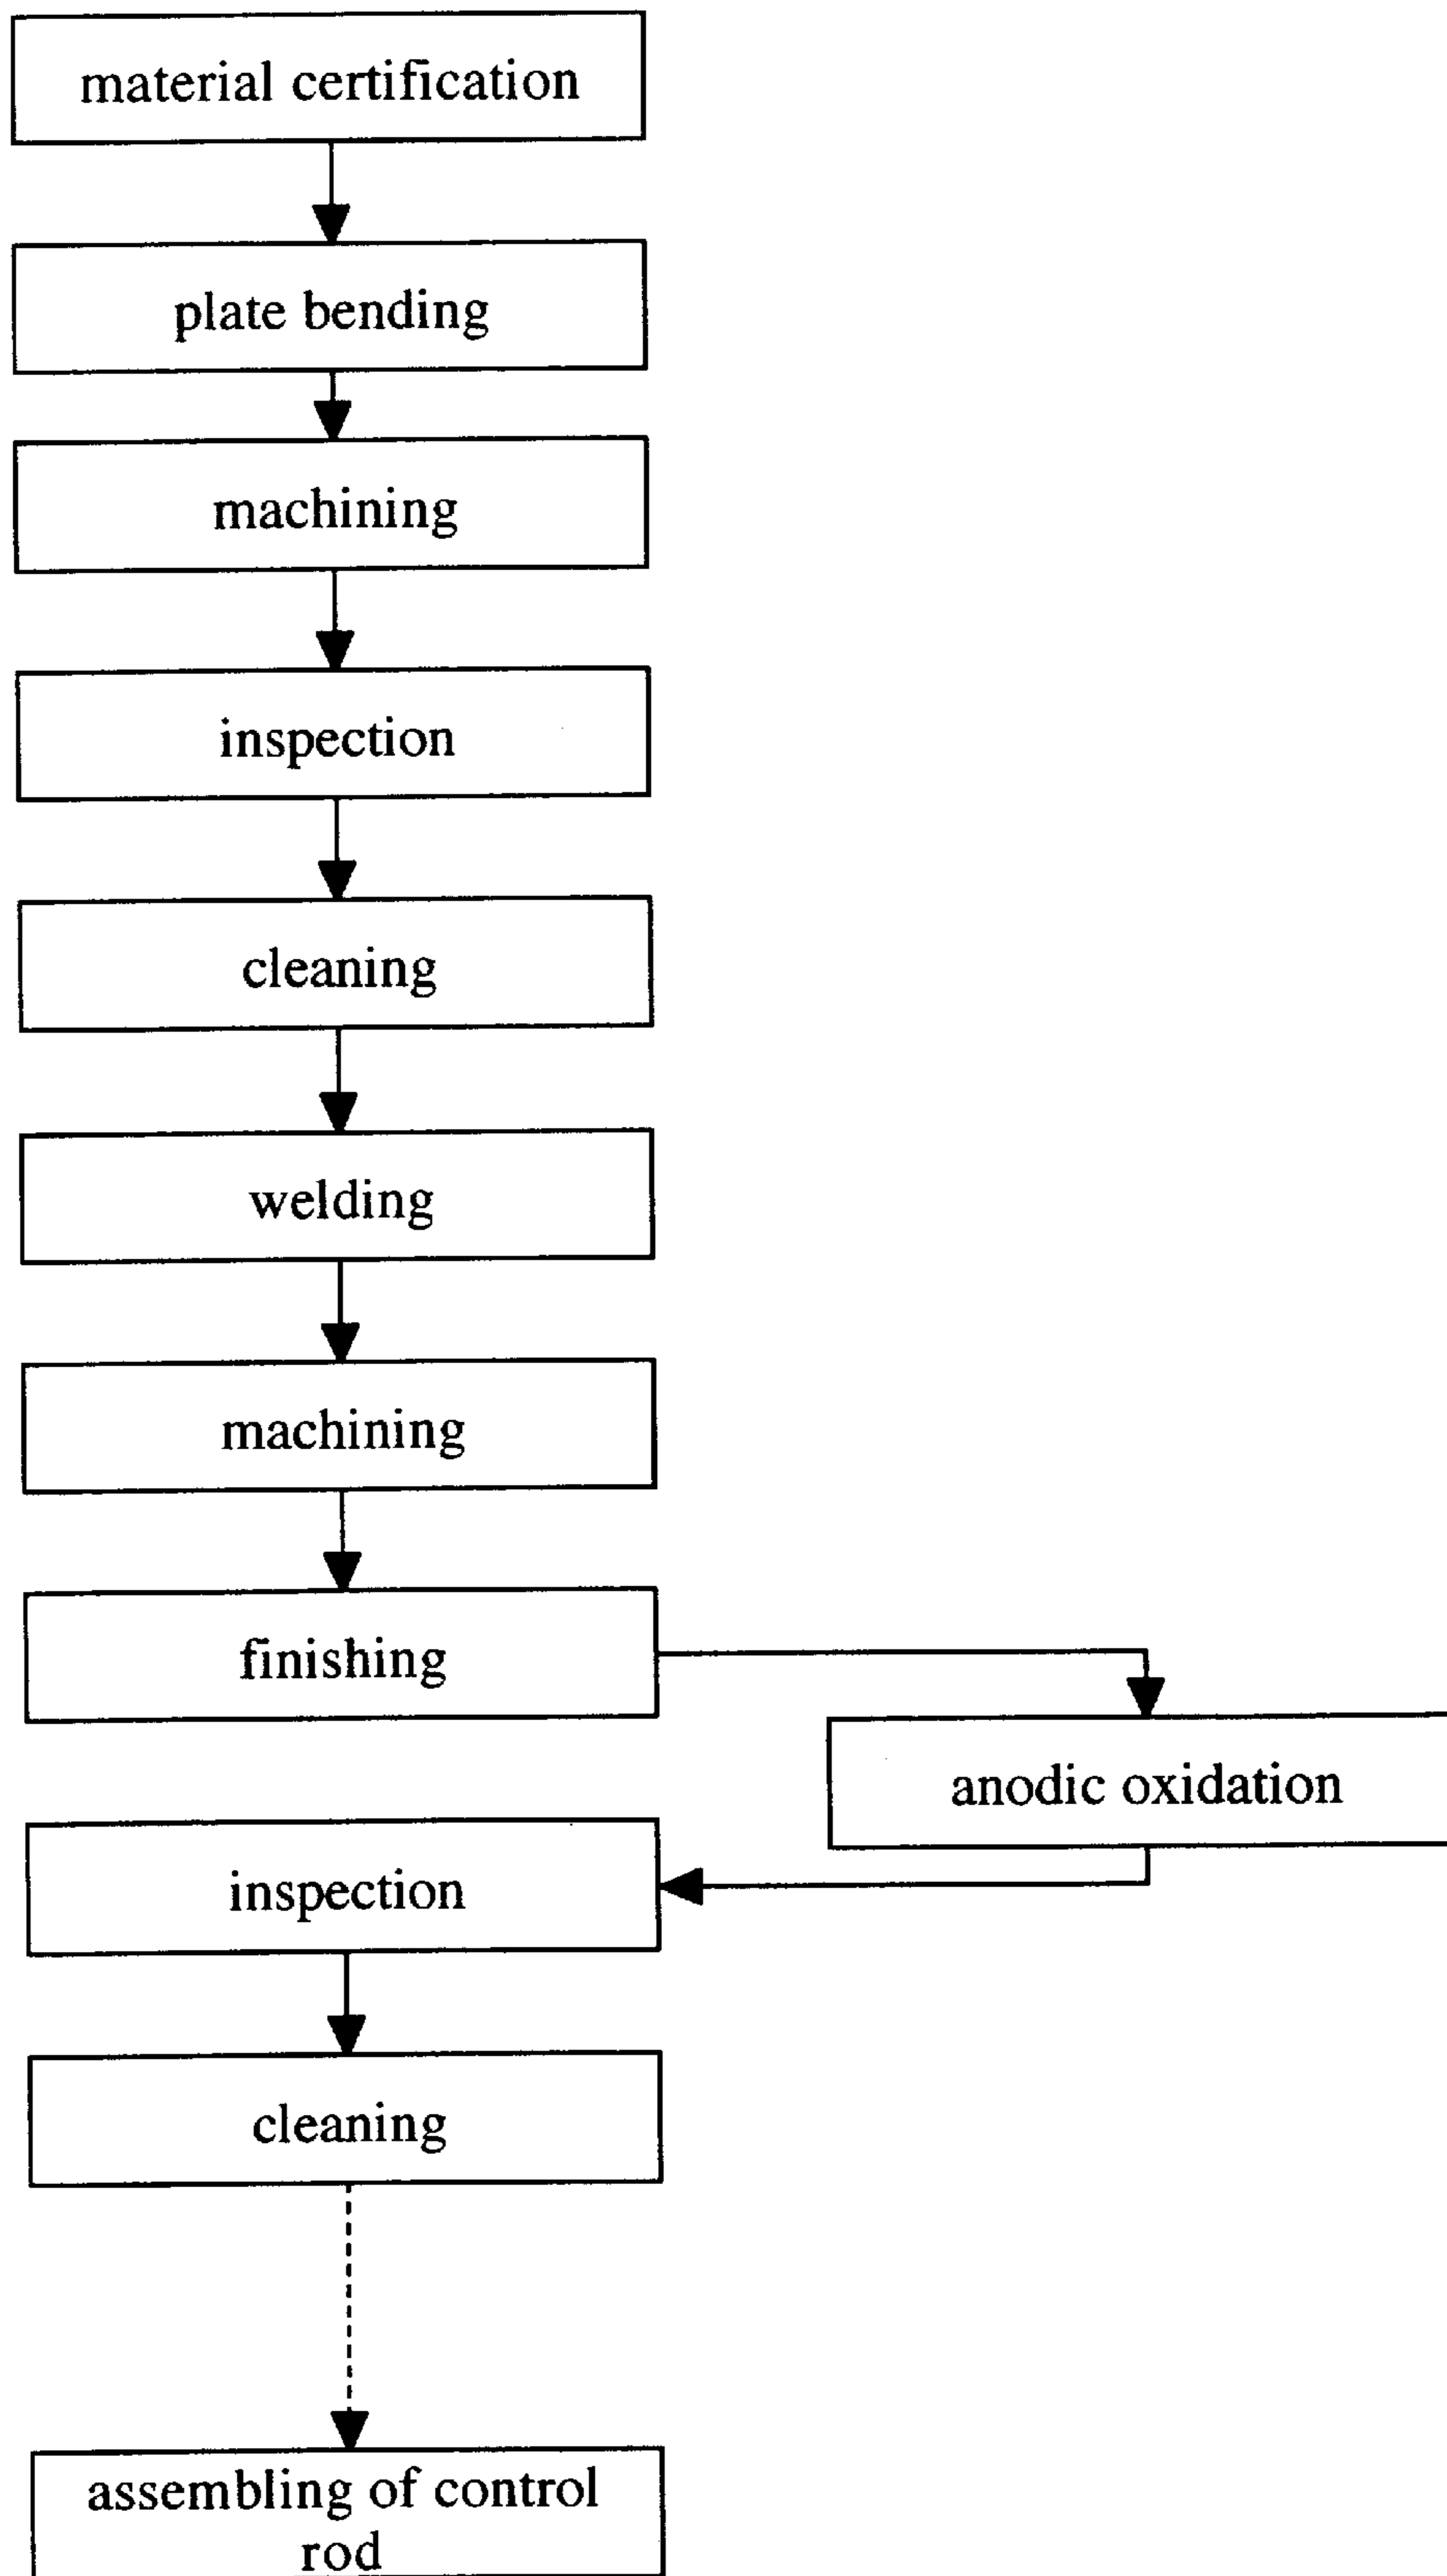 material certification
plate bending
machining
inspection
cleaning
welding
machining
finishing
anodic oxidation
inspection
cleaning
assembling of control
rod